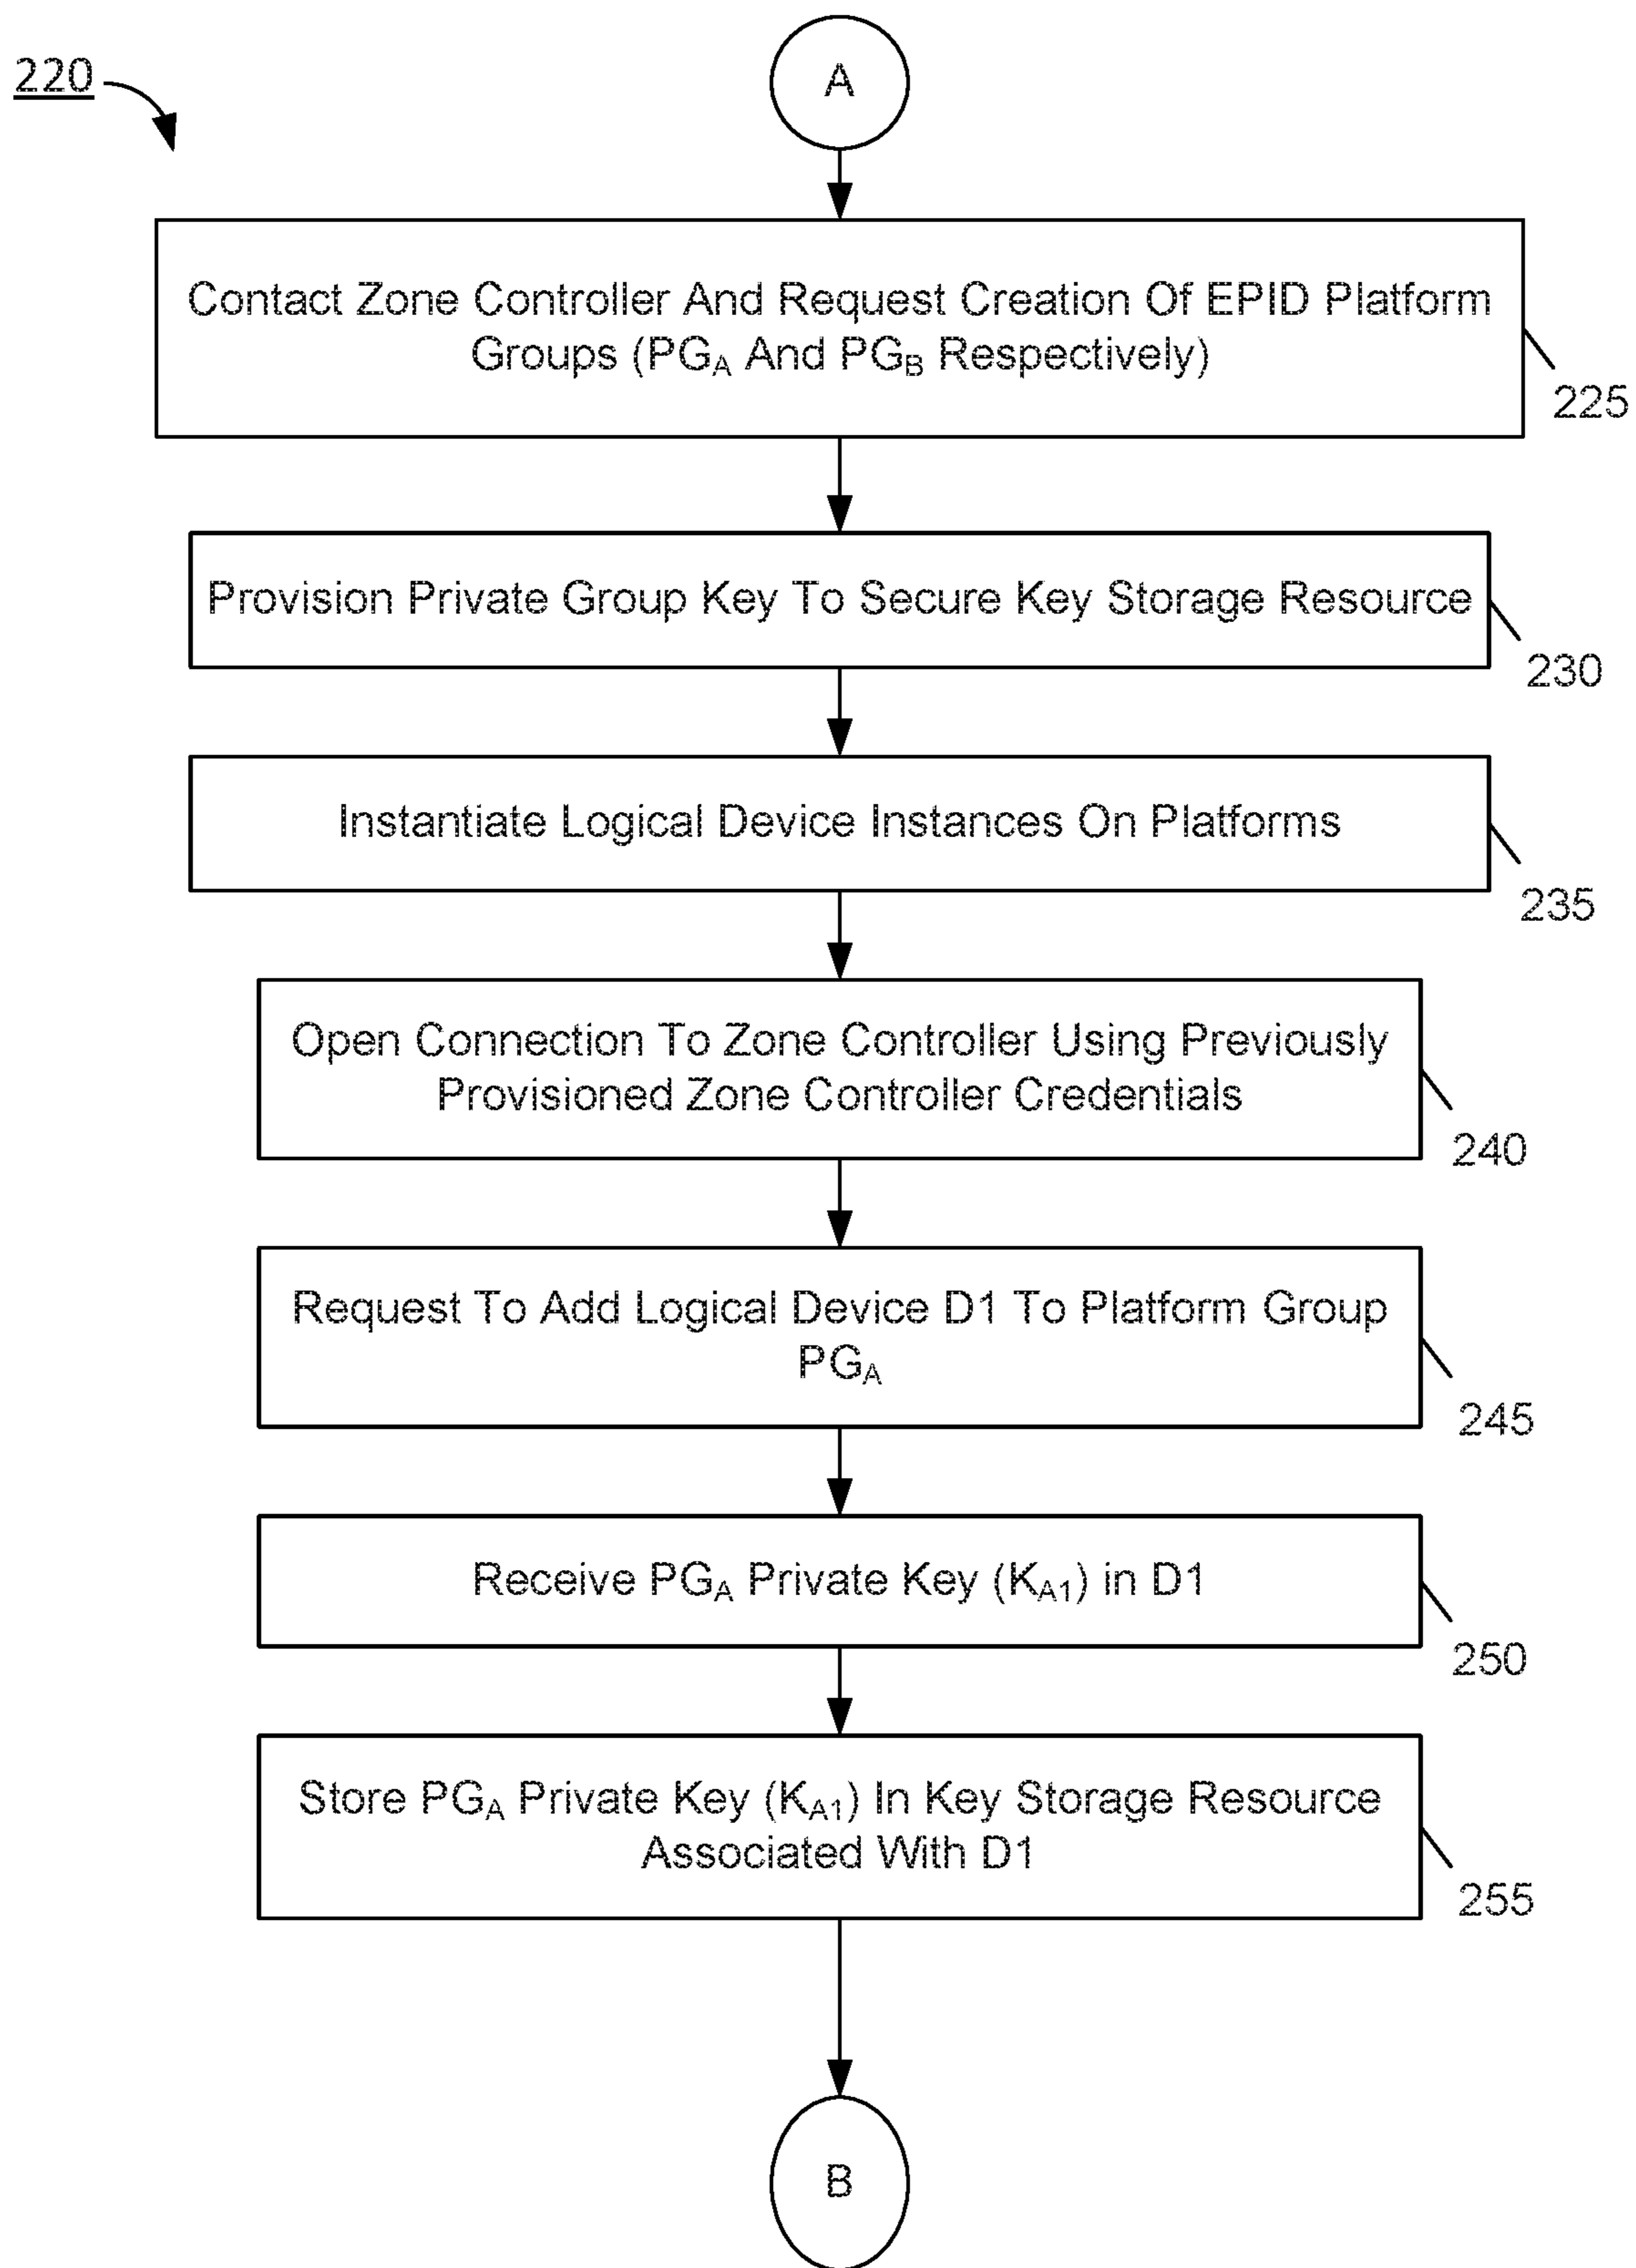 220
A
Contact Zone Controller And Request Creation Of EPID Platform
Groups (PGA And PGB Respectively)
225
Provision Private Group Key To Secure Key Storage Resource
230
Instantiate Logical Device Instances On Platforms
235
Open Connection To Zone Controller Using Previously
Provisioned Zone Controller Credentials
240
Request To Add Logical Device D1 To Platform Group
PGA
245
Receive PGA Private Key (KA1) in D1
250
Store PGA Private Key (KA1) In Key Storage Resource
Associated With D1
255
B